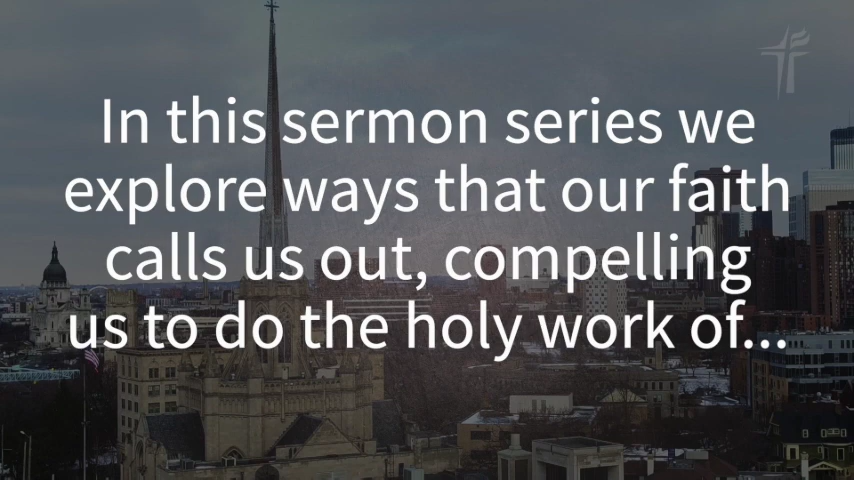 In this sermon series we
explore ways that our faith
calls us out, compelling
us to do the holy work of...